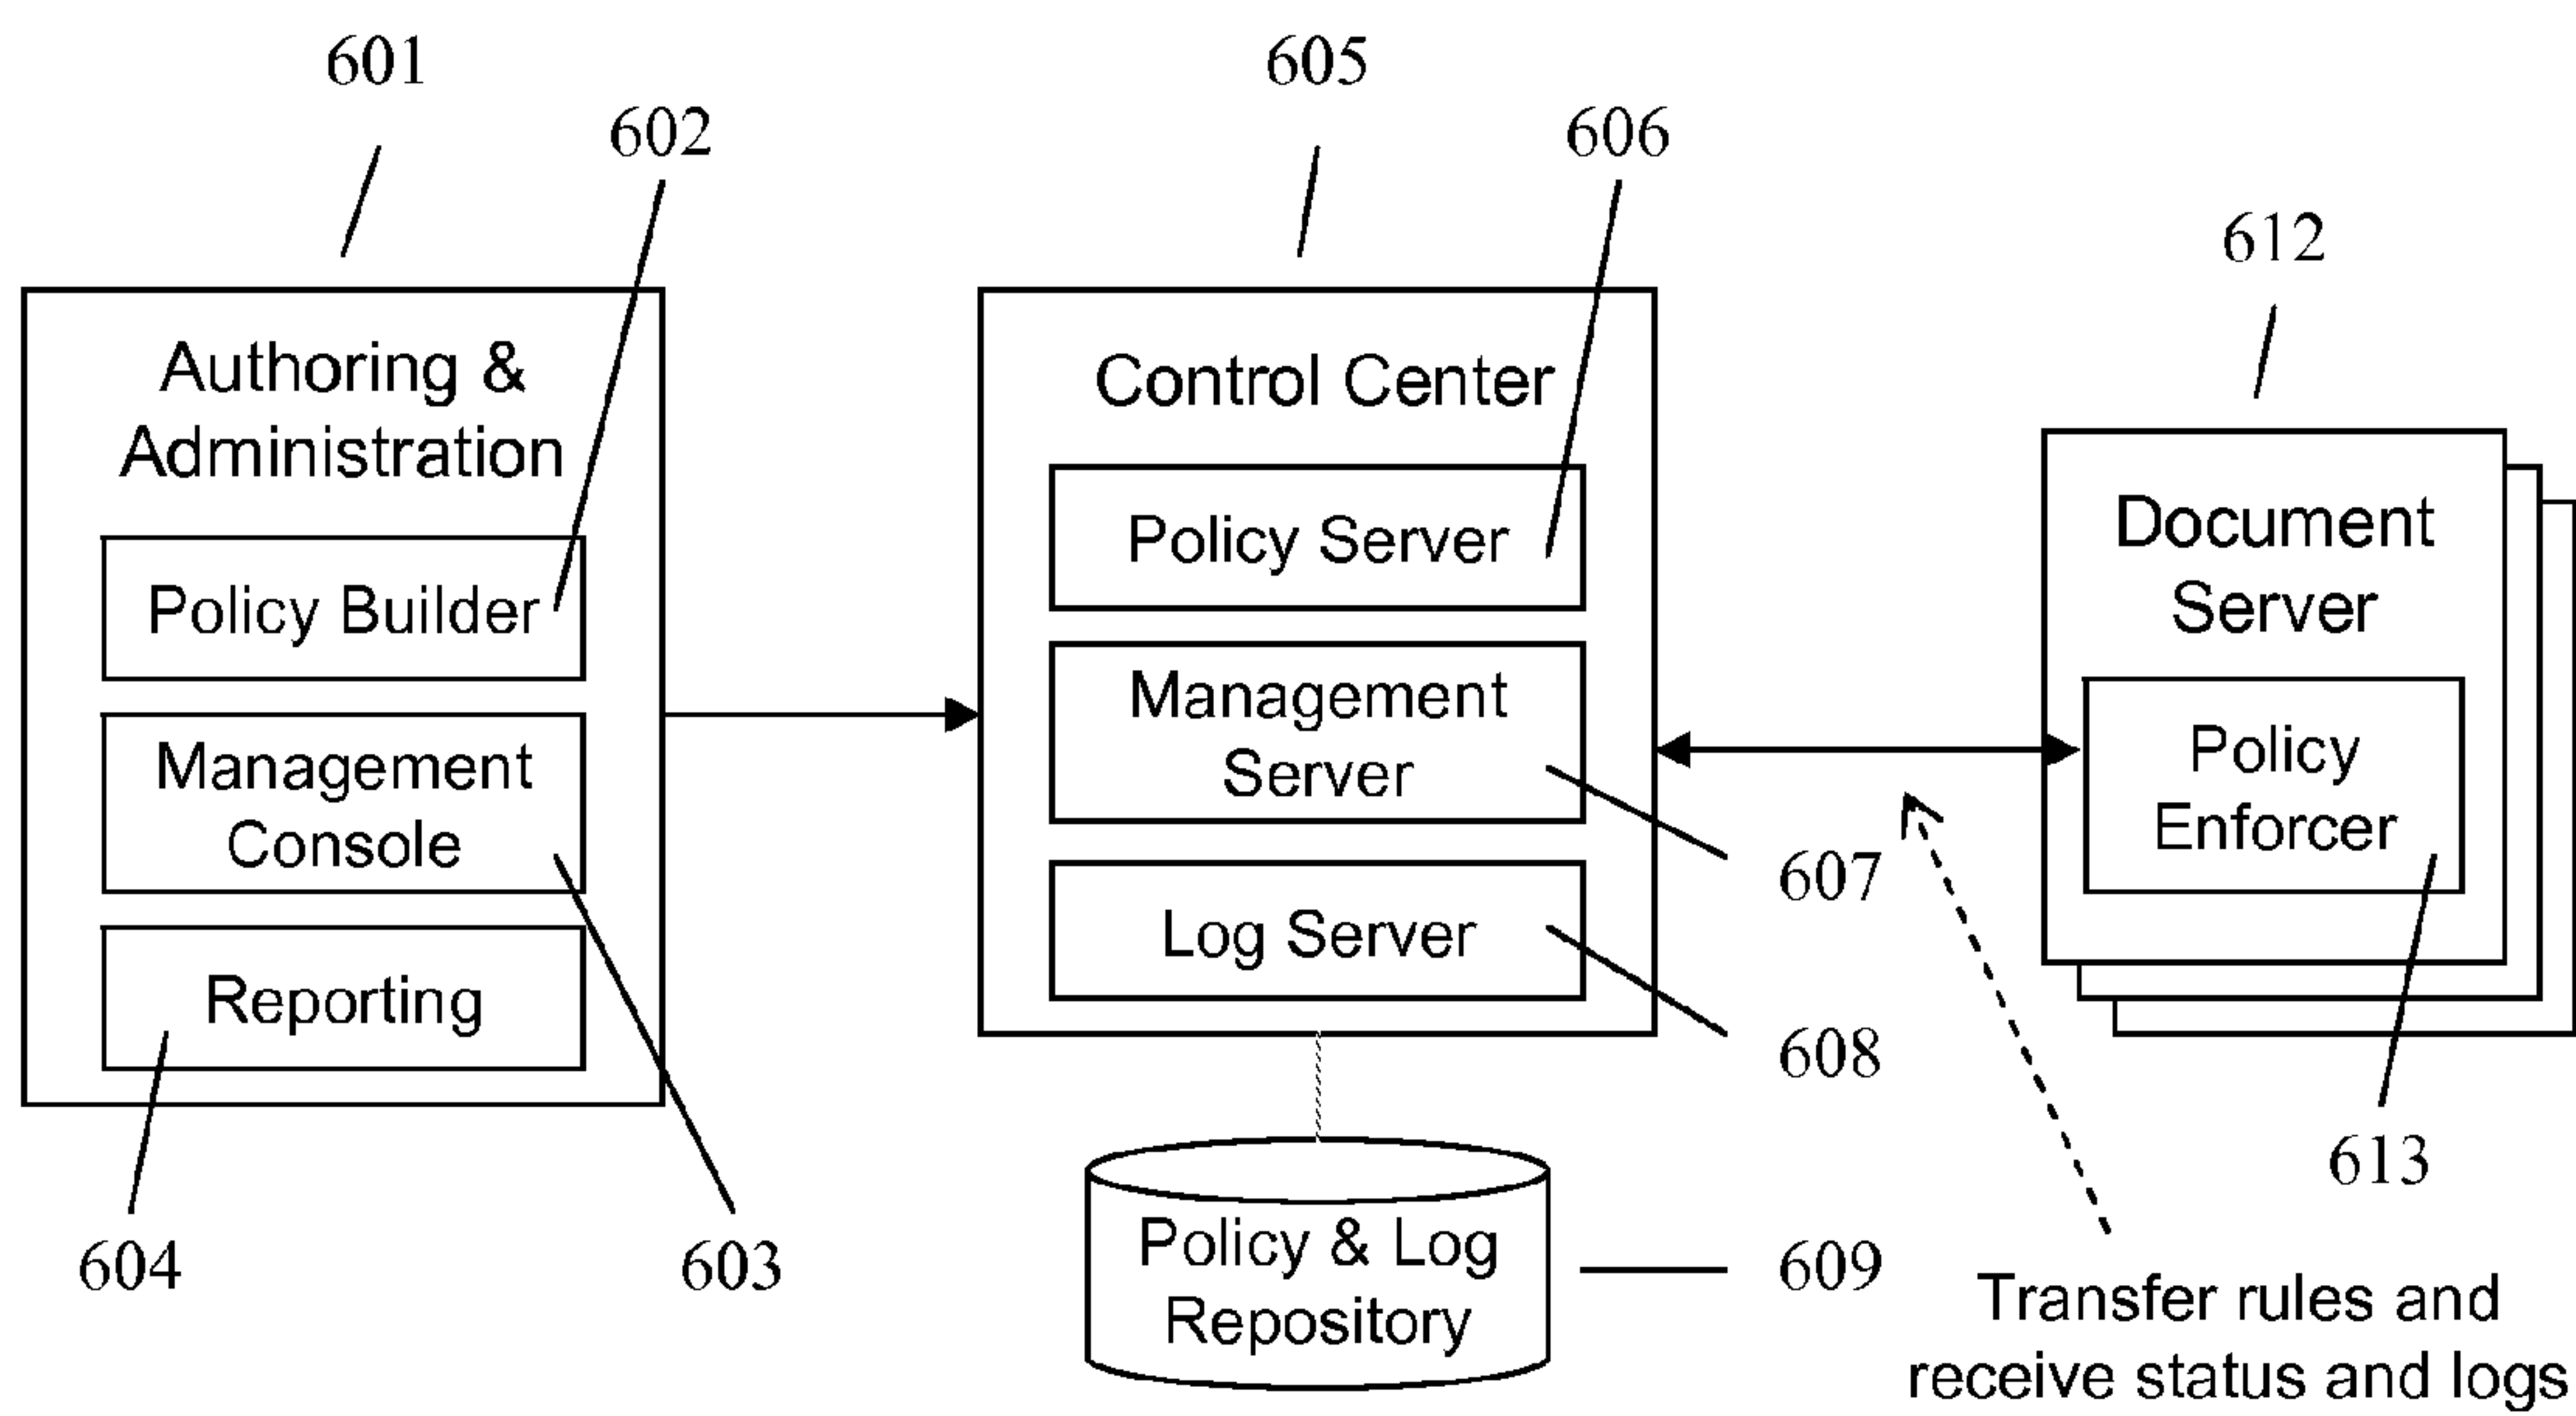 601
602
605
606
612
Authoring &
Administration
Policy Builder
Management
Console
Reporting
604
603
Control Center
Policy Server
Management
Server
Log Server
607
608
Policy & Log
Repository
609
Document
Server
Policy
Enforcer
613
Transfer rules and
receive status and logs